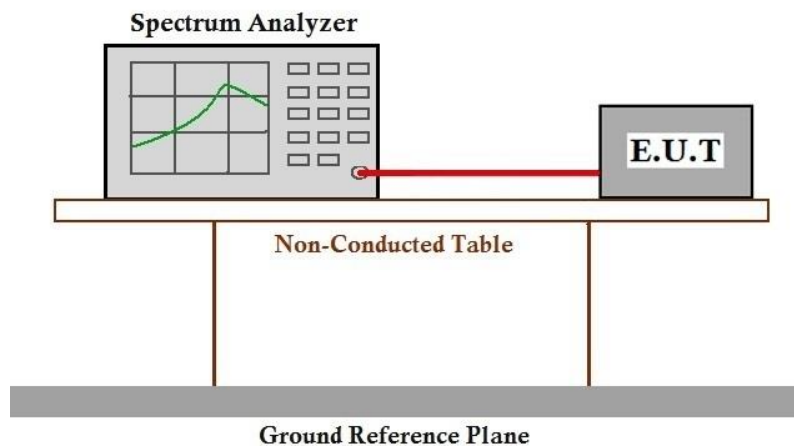 Spectrum Analyzer
E.U.T
Non-Conducted Table
Ground Reference Plane